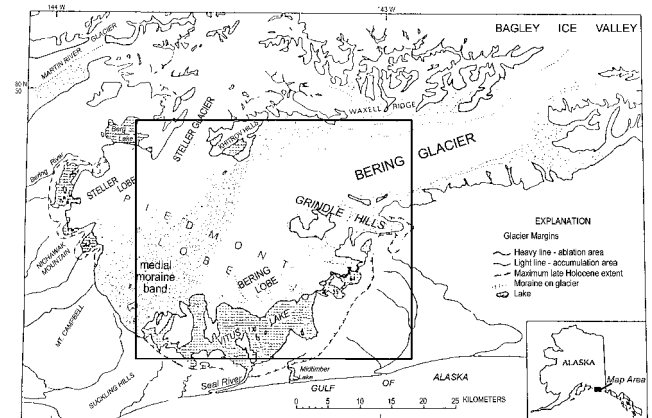 144 W
143 W
BAGLEY ICE VALLEY
MARTIN RIVER GLACIER
WAXELL RIDGE
Berg Lake
STELLER GLACIER
KHITROV HILLS
BERING GLACIER
Bering River
STELLER LOBE
GRINDLE HILLS
PIEDMONT LOBE
EXPLANATION
Glacier Margins
Heavy line - ablation area
Light line - accumulation area
Maximum late Holocene extent
Moraine on glacier
Lake
NICHAWAK MOUNTAIN
medial moraine band
BERING LOBE
VITUS LAKE
MT. CAMPBELL
SUCKLING HILLS
Seal River
Midtimber Lake
GULF OF ALASKA
0 5 10 15 20 25 KILOMETERS
ALASKA
Map Area